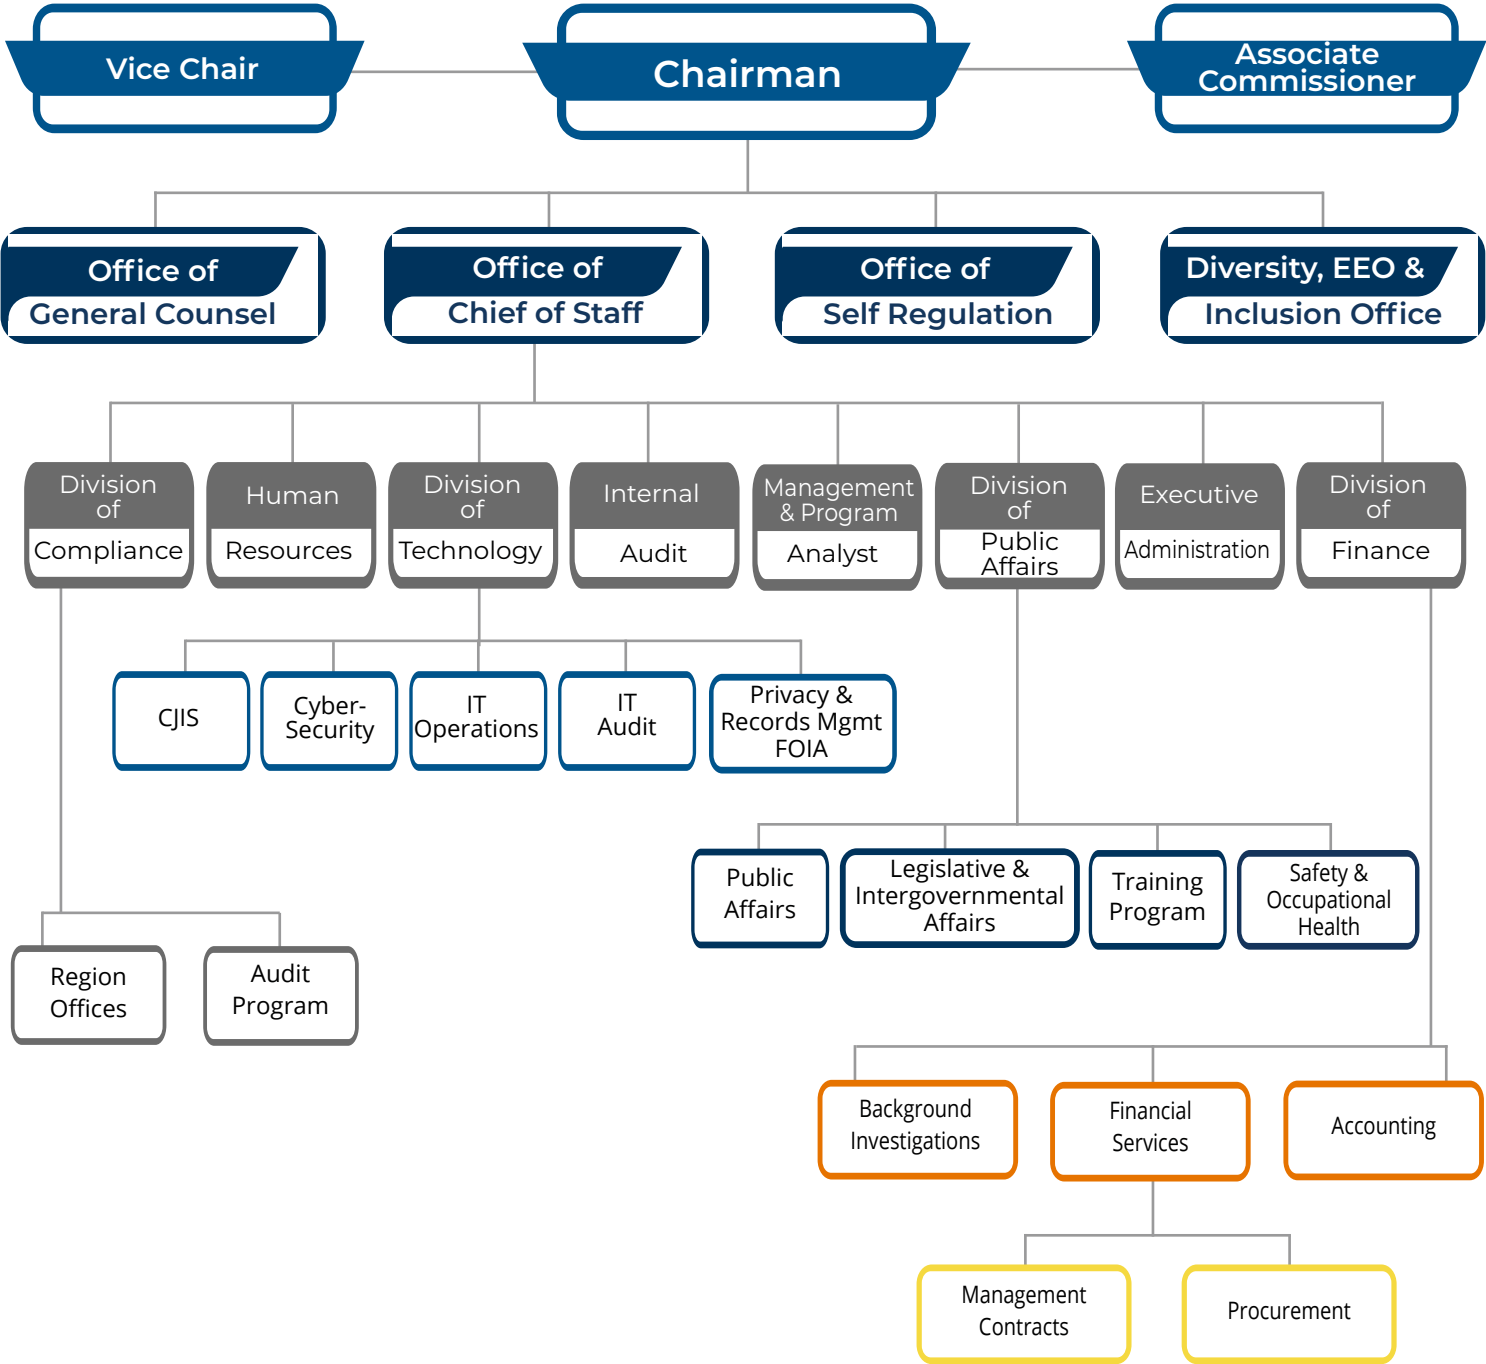 Vice Chair
Chairman
Associate
Commissioner
Office of
General Counsel
Office of
Chief of Staff
Office of
Self Regulation
Diversity, EEO &
Inclusion Office
Division
of
Compliance
Human
Resources
Division
of
Technology
Internal
Audit
Management
& Program
Analyst
Division
of
Public
Affairs
Executive
Administration
Division
of
Finance
CJIS
Cyber-
Security
IT
Operations
IT
Audit
Privacy &
Records Mgmt
FOIA
Public
Affairs
Legislative &
Intergovernmental
Affairs
Training
Program
Safety &
Occupational
Health
Region
Offices
Audit
Program
Background
Investigations
Financial
Services
Accounting
Management
Contracts
Procurement